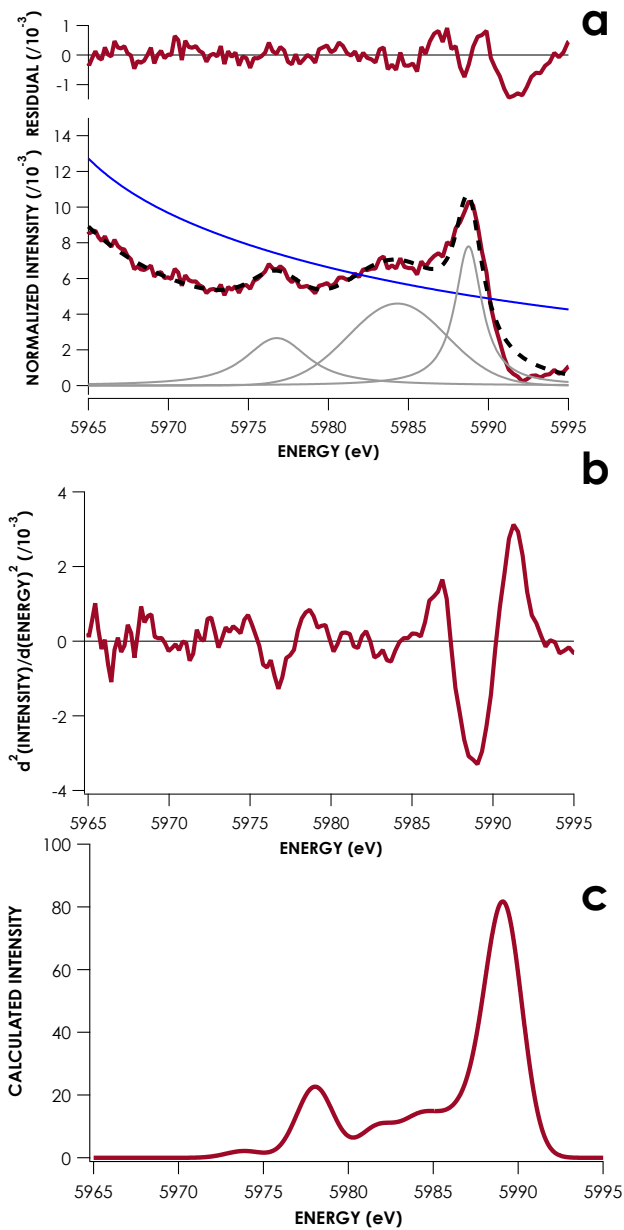 a
RESIDUAL (/10⁻³)
1
0
-1
NORMALIZED INTENSITY (/10⁻³)
14
12
10
8
6
4
2
0
5965 5970 5975 5980 5985 5990 5995
ENERGY (eV)
b
d²(INTENSITY)/d(ENERGY)² (/10⁻³)
4
2
0
-2
-4
5965 5970 5975 5980 5985 5990 5995
ENERGY (eV)
c
CALCULATED INTENSITY
100
80
60
40
20
0
5965 5970 5975 5980 5985 5990 5995
ENERGY (eV)